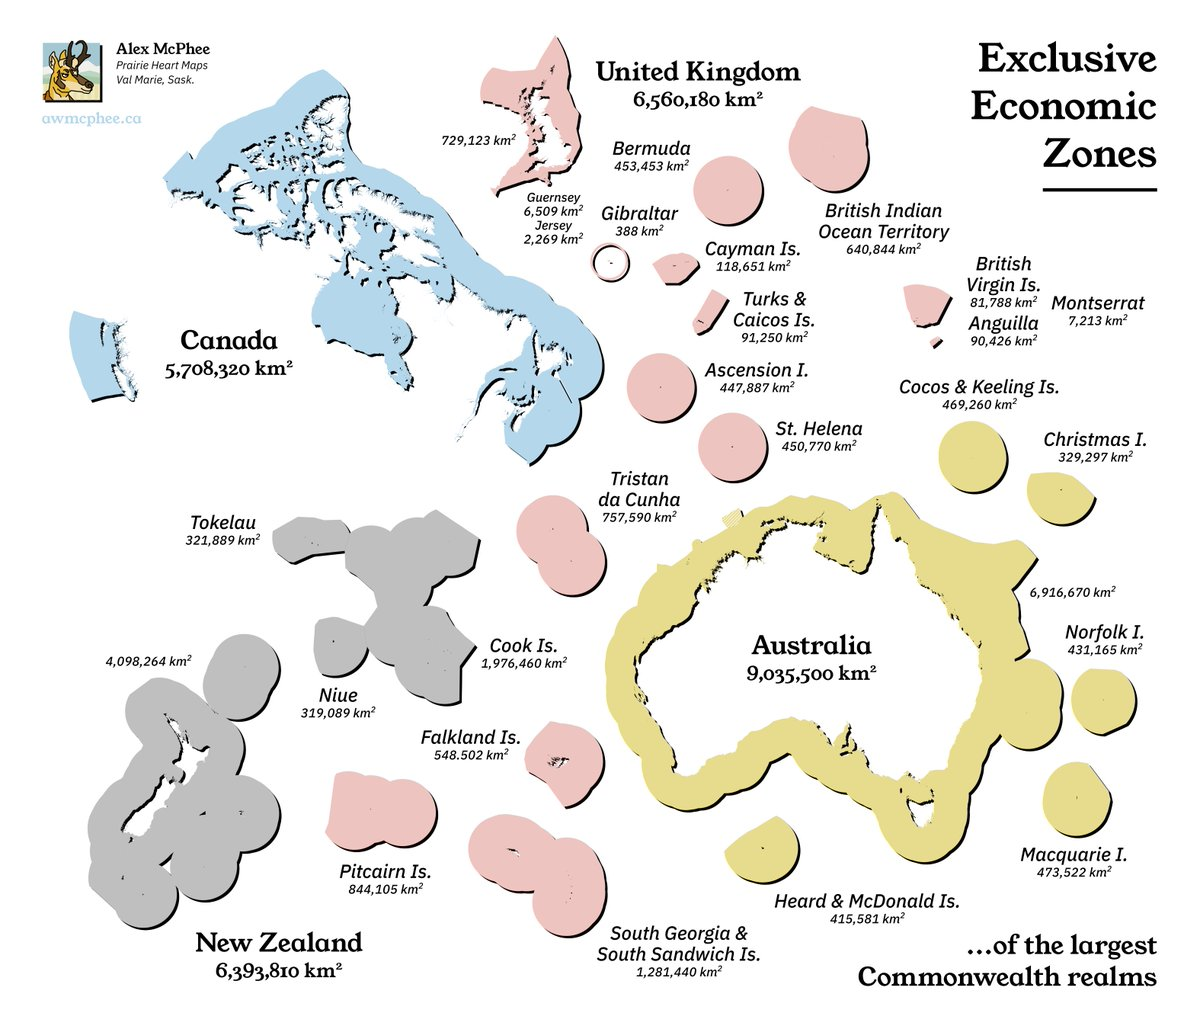 Alex McPhee
Prairie Heart Maps
Val Marie, Sask.
awmcphee.ca
Exclusive
Economic
Zones
United Kingdom
6,560,180 km²
729,123 km²
Guernsey
6,509 km²
Jersey
2,269 km²
Bermuda
453,453 km²
Gibraltar
388 km²
British Indian
Ocean Territory
640,844 km²
Cayman Is.
118,651 km²
Turks &
Caicos Is.
91,250 km²
British
Virgin Is.
81,788 km²
Anguilla
90,426 km²
Montserrat
7,213 km²
Canada
5,708,320 km²
Ascension I.
447,887 km²
St. Helena
450,770 km²
Cocos & Keeling Is.
469,260 km²
Christmas I.
329,297 km²
Tristan
da Cunha
757,590 km²
Tokelau
321,889 km²
6,916,670 km²
Australia
9,035,500 km²
Norfolk I.
431,165 km²
Cook Is.
1,976,460 km²
4,098,264 km²
Niue
319,089 km²
Falkland Is.
548.502 km²
Pitcairn Is.
844,105 km²
Macquarie I.
473,522 km²
Heard & McDonald Is.
415,581 km²
New Zealand
6,393,810 km²
South Georgia &
South Sandwich Is.
1,281,440 km²
...of the largest
Commonwealth realms